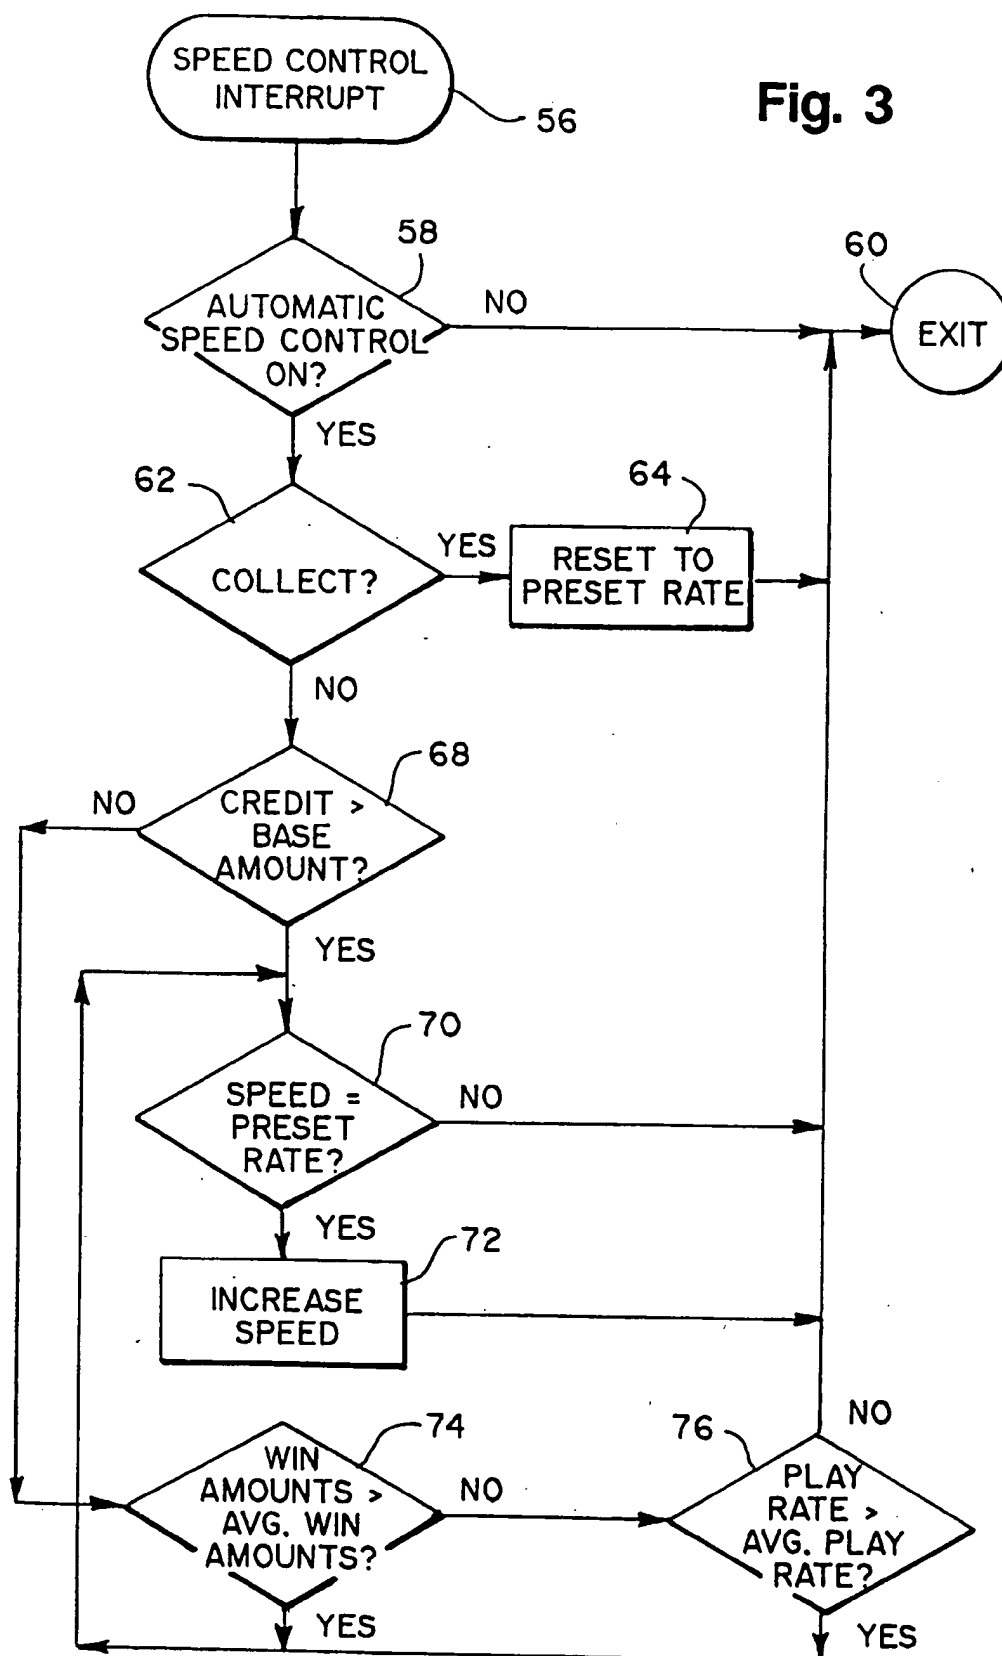 SPEED CONTROL
INTERRUPT
56
Fig. 3
58
60
AUTOMATIC
SPEED CONTROL
ON?
NO
EXIT
YES
62
64
COLLECT?
YES
RESET TO
PRESET RATE
NO
68
NO
CREDIT >
BASE
AMOUNT?
YES
70
SPEED =
PRESET
RATE?
NO
YES
72
INCREASE
SPEED
74
76
NO
WIN
AMOUNTS >
AVG. WIN
AMOUNTS?
NO
PLAY
RATE >
AVG. PLAY
RATE?
YES
YES